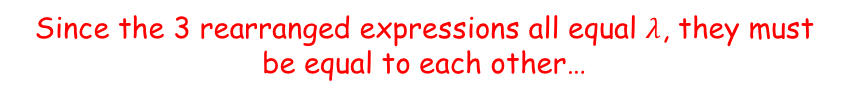 Since the 3 rearranged expressions all equal 𝜆, they must
be equal to each other…